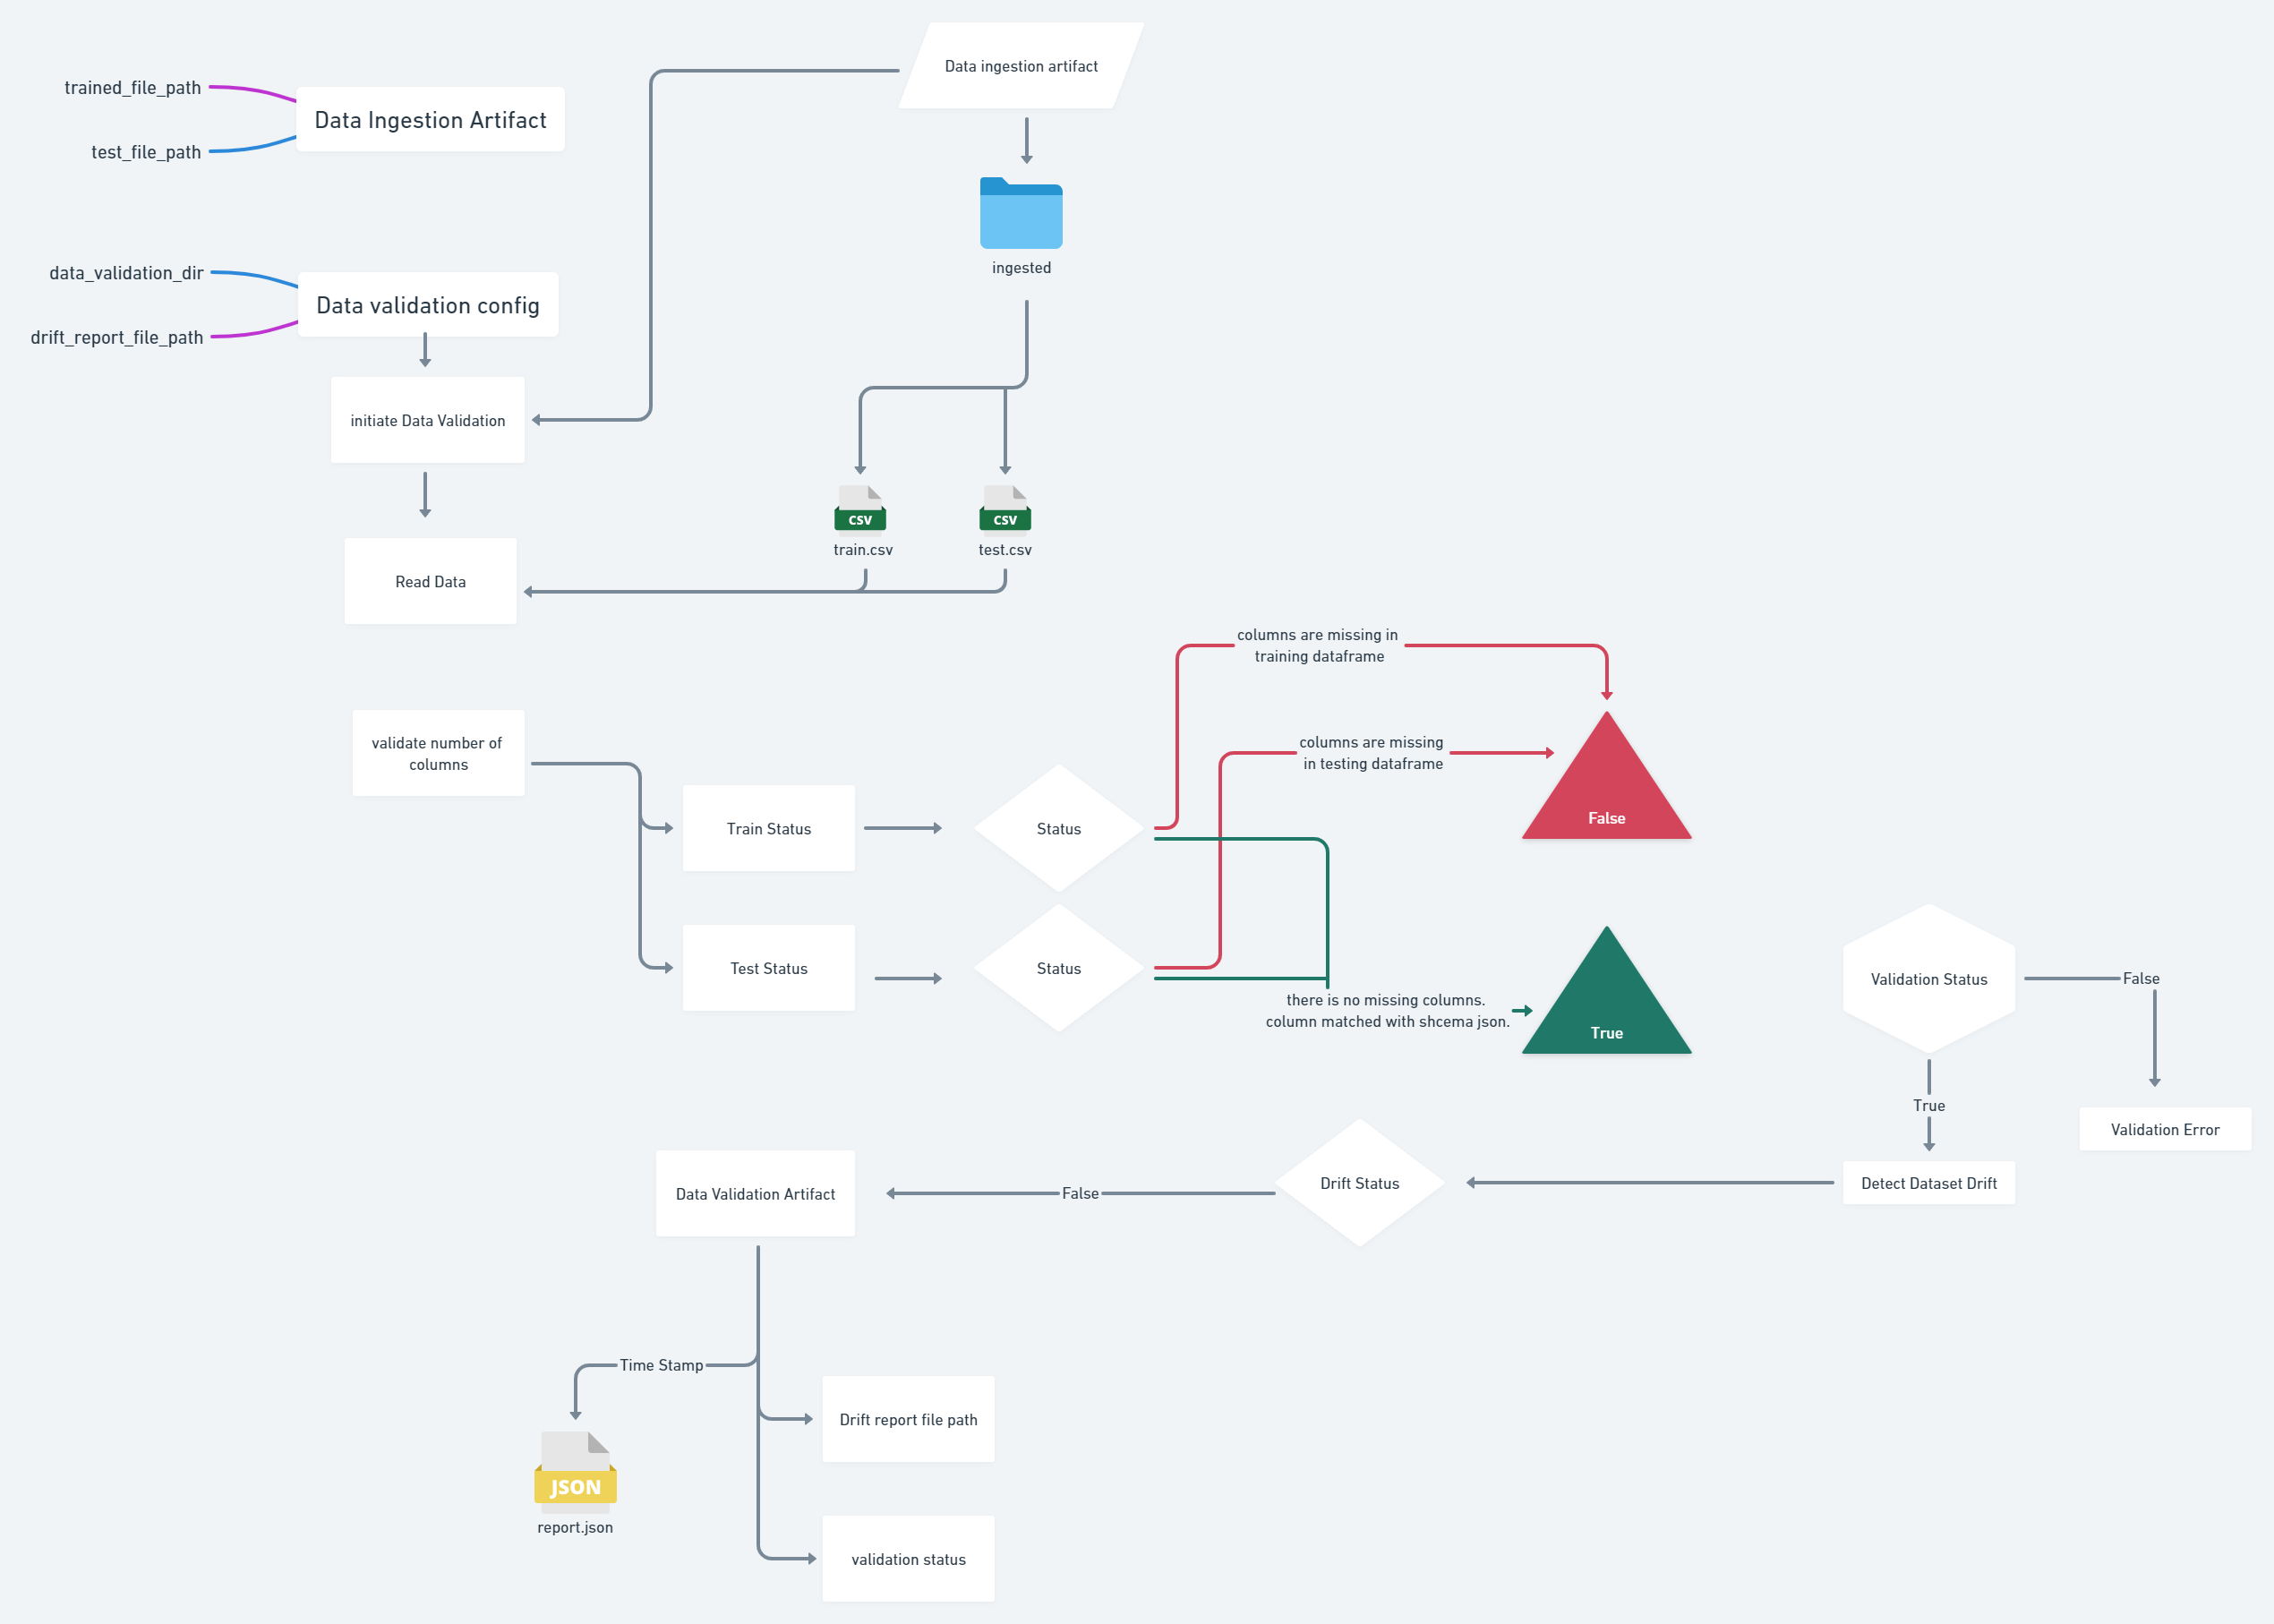 Data ingestion artifact
trained_file_path
Data Ingestion Artifact
test_file_path
ingested
data_validation_dir
Data validation config
drift_report_file_path
initiate Data Validation
CSV
CSV
train.csv
test.csv
Read Data
columns are missing in
training dataframe
validate number of
columns
columns are missing
in testing dataframe
False
Train Status
Status
Test Status
Status
there is no missing columns.
column matched with shcema json.
True
Validation Status
False
True
Validation Error
Detect Dataset Drift
Drift Status
False
Data Validation Artifact
Time Stamp
Drift report file path
JSON
report.json
validation status